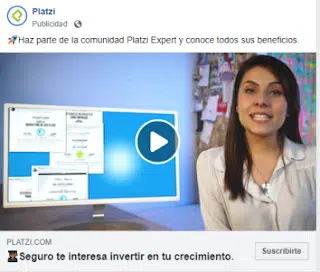 Platzi
Publicidad
🚀Haz parte de la comunidad Platzi Expert y conoce todos sus beneficios.
PLATZI.COM
👨🏻‍🎓Seguro te interesa invertir en tu crecimiento.
Suscribirte